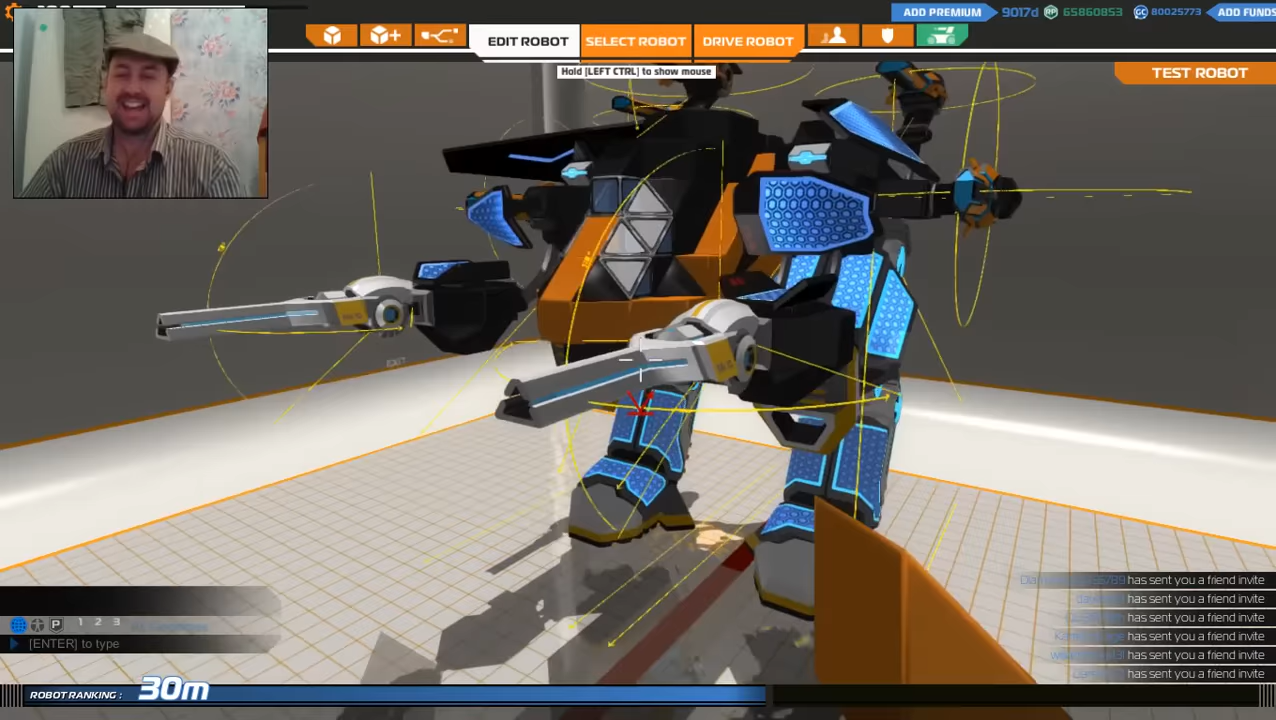 ADD PREMIUM 9017d RP 65860853 GC 80025773 ADD FUNDS
EDIT ROBOT SELECT ROBOT DRIVE ROBOT
Hold [LEFT CTRL] to show mouse
TEST ROBOT
EXIT
has sent you a friend invite
has sent you a friend invite
has sent you a friend invite
has sent you a friend invite
has sent you a friend invite
has sent you a friend invite
P 1 2 3
[ENTER] to type
ROBOT RANKING : 30m